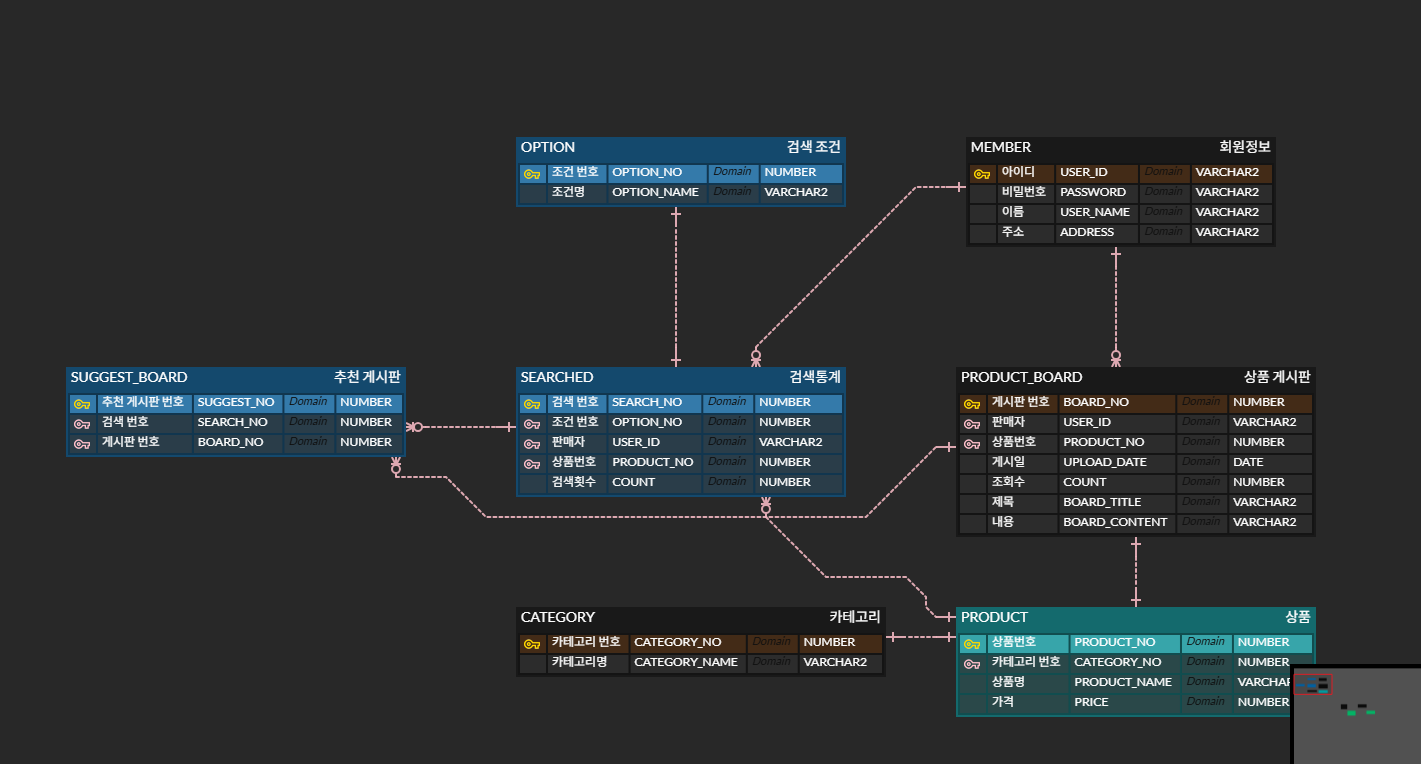 OPTION 검색 조건
조건 번호 OPTION_NO Domain NUMBER
조건명 OPTION_NAME Domain VARCHAR2
MEMBER 회원정보
아이디 USER_ID Domain VARCHAR2
비밀번호 PASSWORD Domain VARCHAR2
이름 USER_NAME Domain VARCHAR2
주소 ADDRESS Domain VARCHAR2
SUGGEST_BOARD 추천 게시판
추천 게시판 번호 SUGGEST_NO Domain NUMBER
검색 번호 SEARCH_NO Domain NUMBER
게시판 번호 BOARD_NO Domain NUMBER
SEARCHED 검색통계
검색 번호 SEARCH_NO Domain NUMBER
조건 번호 OPTION_NO Domain NUMBER
판매자 USER_ID Domain VARCHAR2
상품번호 PRODUCT_NO Domain NUMBER
검색횟수 COUNT Domain NUMBER
PRODUCT_BOARD 상품 게시판
게시판 번호 BOARD_NO Domain NUMBER
판매자 USER_ID Domain VARCHAR2
상품번호 PRODUCT_NO Domain NUMBER
게시일 UPLOAD_DATE Domain DATE
조회수 COUNT Domain NUMBER
제목 BOARD_TITLE Domain VARCHAR2
내용 BOARD_CONTENT Domain VARCHAR2
CATEGORY 카테고리
카테고리 번호 CATEGORY_NO Domain NUMBER
카테고리명 CATEGORY_NAME Domain VARCHAR2
PRODUCT 상품
상품번호 PRODUCT_NO Domain NUMBER
카테고리 번호 CATEGORY_NO Domain NUMBER
상품명 PRODUCT_NAME Domain VARCHA
가격 PRICE Domain NUMBER